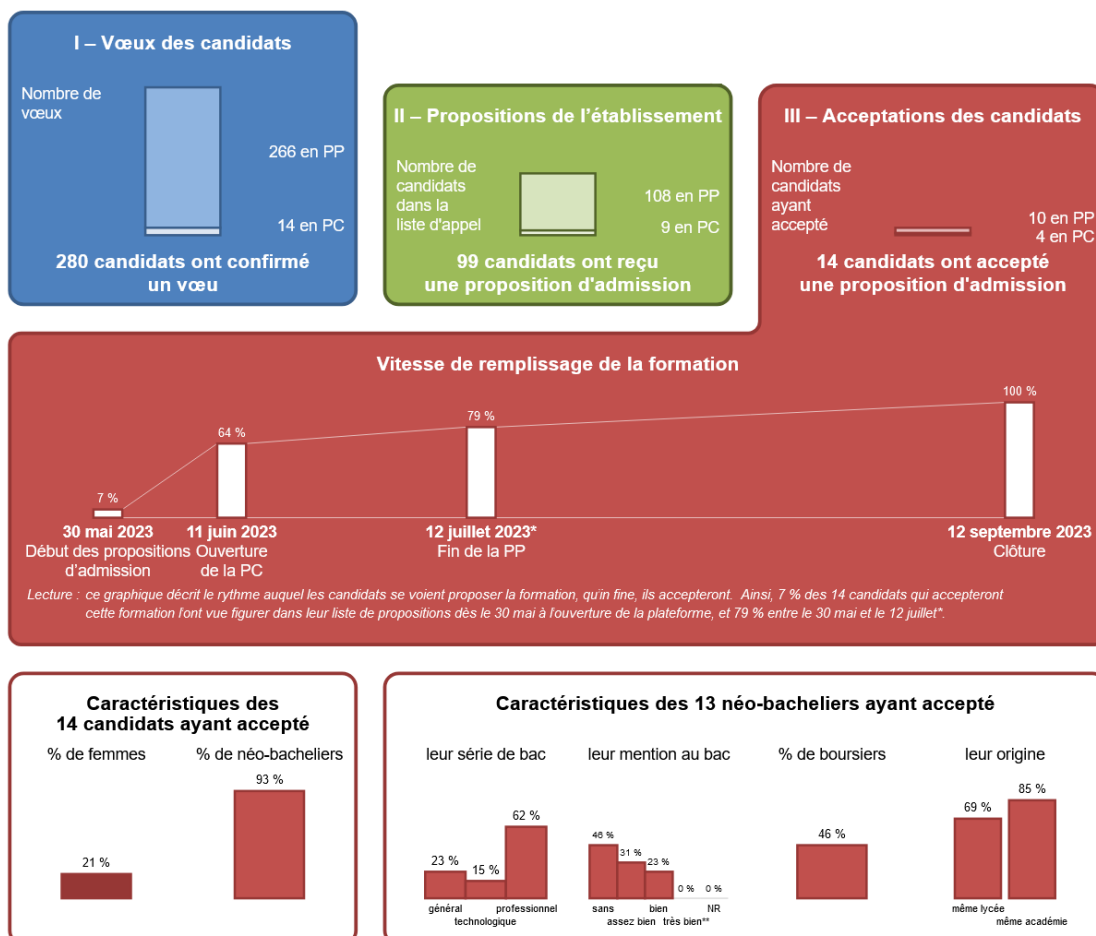 I – Vœux des candidats
Nombre de
vœux
266 en PP
14 en PC
280 candidats ont confirmé
un vœu
II – Propositions de l'établissement
Nombre de
candidats
dans la
liste d'appel
108 en PP
9 en PC
99 candidats ont reçu
une proposition d'admission
III – Acceptations des candidats
Nombre de
candidats
ayant
accepté
10 en PP
4 en PC
14 candidats ont accepté
une proposition d'admission
Vitesse de remplissage de la formation
7 %
64 %
79 %
100 %
30 mai 2023
Début des propositions
d'admission
11 juin 2023
Ouverture
de la PC
12 juillet 2023*
Fin de la PP
12 septembre 2023
Clôture
Lecture : ce graphique décrit le rythme auquel les candidats se voient proposer la formation, qu'in fine, ils accepteront. Ainsi, 7 % des 14 candidats qui accepteront
cette formation l'ont vue figurer dans leur liste de propositions dès le 30 mai à l'ouverture de la plateforme, et 79 % entre le 30 mai et le 12 juillet*.
Caractéristiques des
14 candidats ayant accepté
% de femmes
% de néo-bacheliers
21 %
93 %
Caractéristiques des 13 néo-bacheliers ayant accepté
leur série de bac
23 %
15 %
62 %
général
technologique
professionnel
leur mention au bac
46 %
31 %
23 %
0 %
0 %
sans
assez bien
bien
très bien**
NR
% de boursiers
46 %
leur origine
69 %
85 %
même lycée
même académie